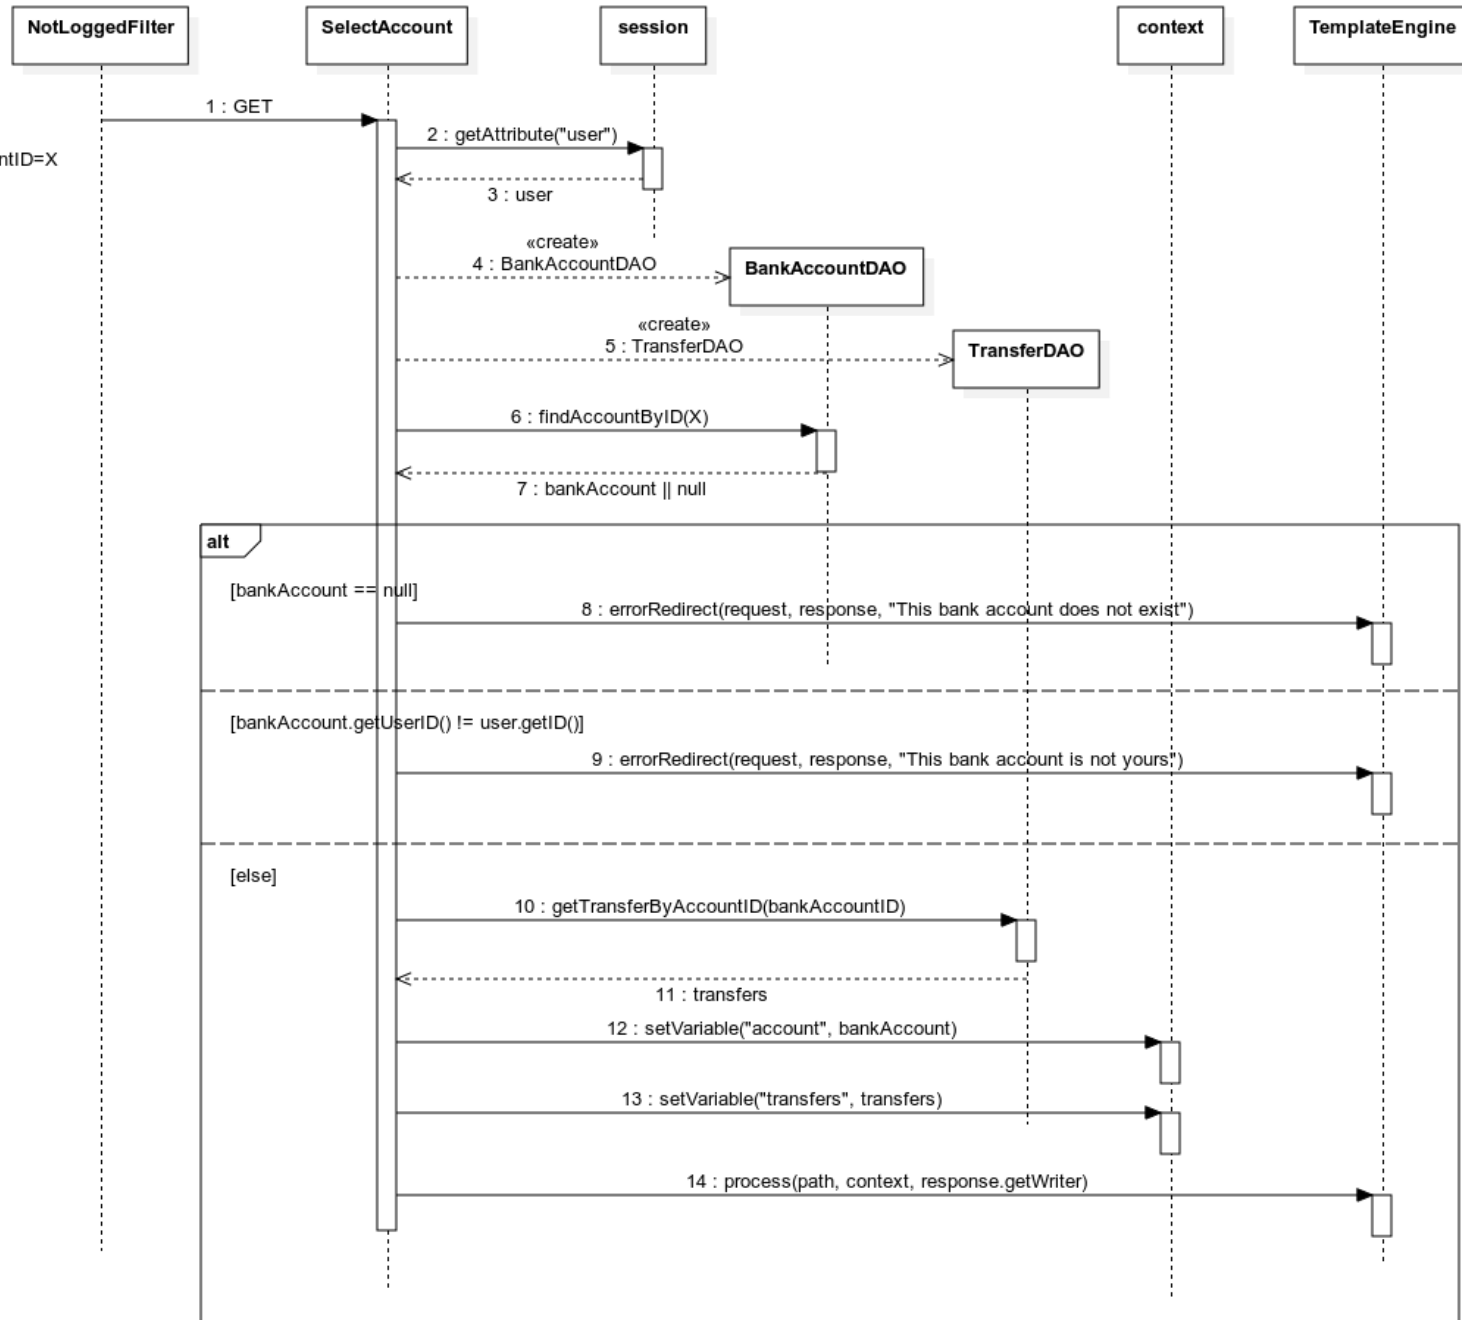 NotLoggedFilter
SelectAccount
session
context
TemplateEngine
1 : GET
2 : getAttribute("user")
ntID=X
3 : user
«create»
4 : BankAccountDAO
BankAccountDAO
«create»
5 : TransferDAO
TransferDAO
6 : findAccountByID(X)
7 : bankAccount || null
alt
[bankAccount == null]
8 : errorRedirect(request, response, "This bank account does not exist")
[bankAccount.getUserID() != user.getID()]
9 : errorRedirect(request, response, "This bank account is not yours")
[else]
10 : getTransferByAccountID(bankAccountID)
11 : transfers
12 : setVariable("account", bankAccount)
13 : setVariable("transfers", transfers)
14 : process(path, context, response.getWriter)